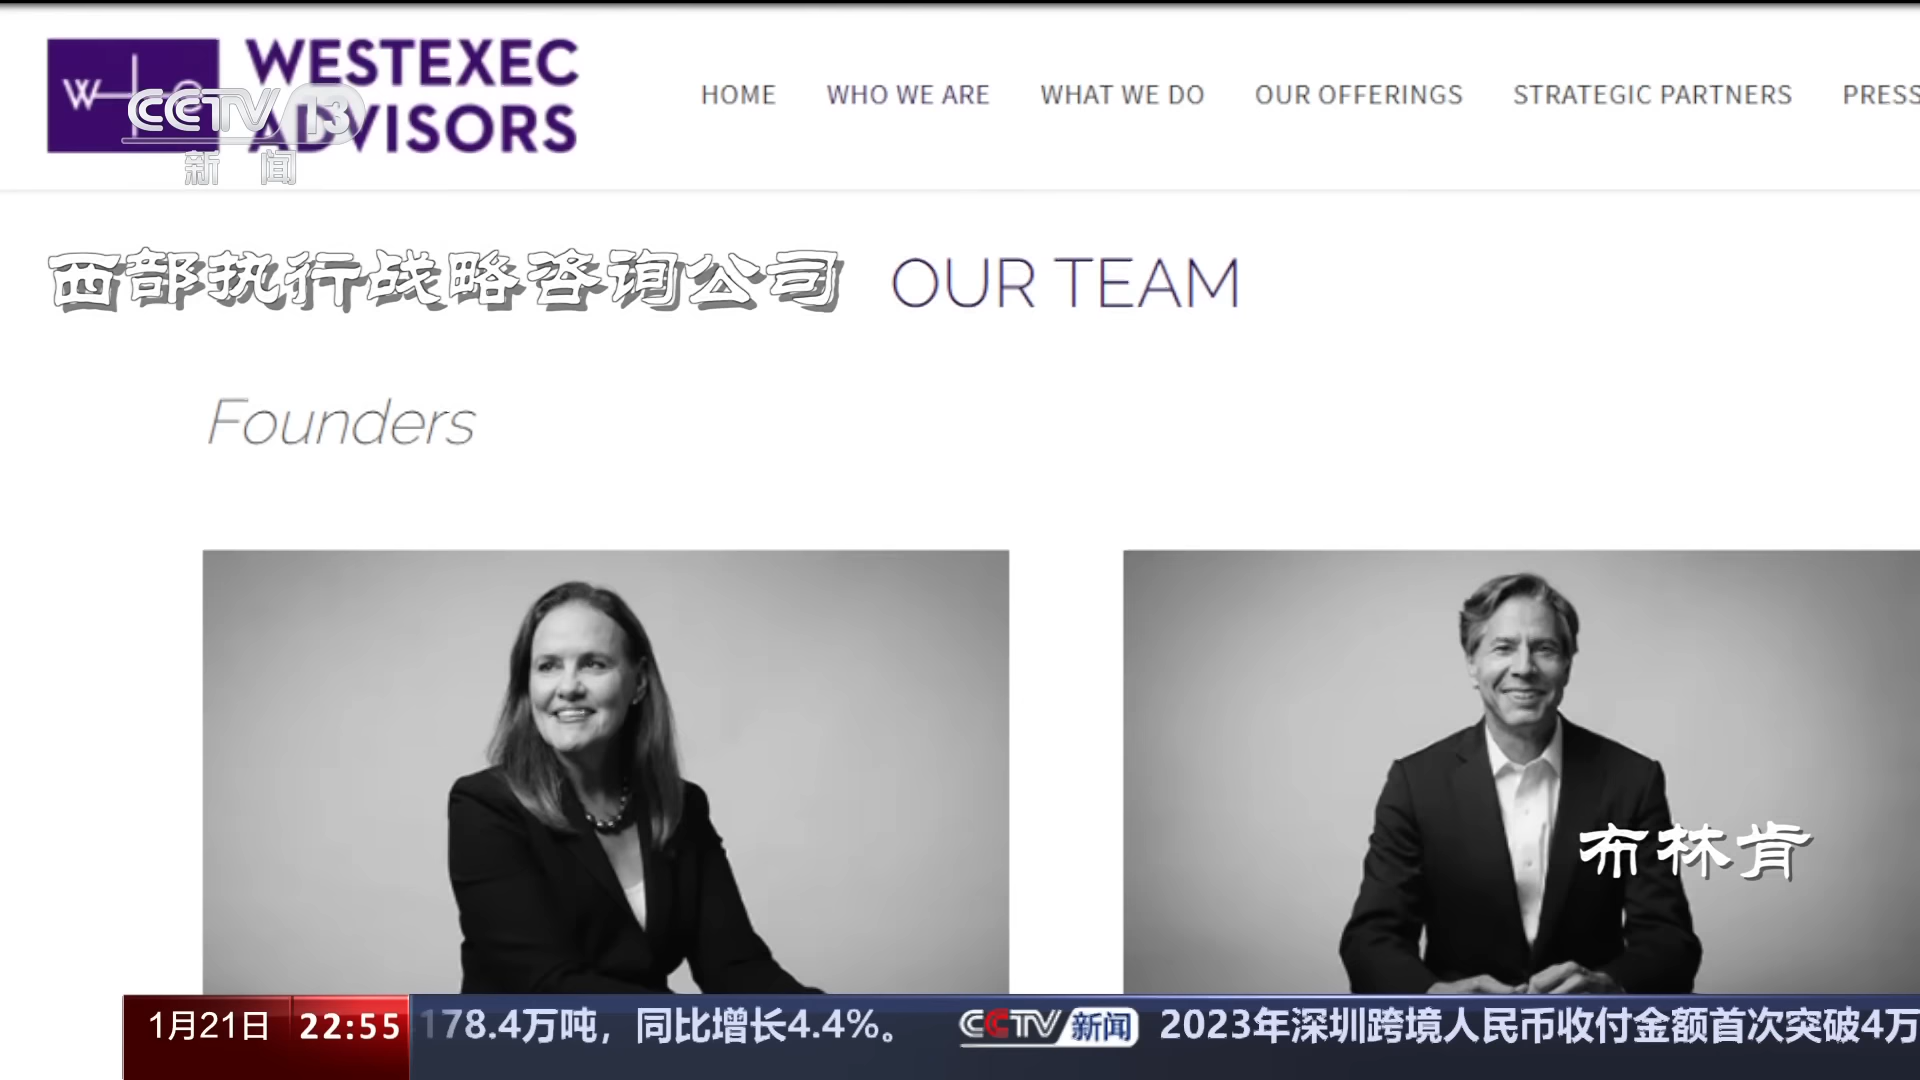 WESTEXEC
ADVISORS
HOME WHO WE ARE WHAT WE DO OUR OFFERINGS STRATEGIC PARTNERS PRESS
CCTV 13
新闻
西部执行战略咨询公司 OUR TEAM
Founders
布林肯
1月21日 22:55 178.4万吨，同比增长4.4%。 CCTV新闻 2023年深圳跨境人民币收付金额首次突破4万